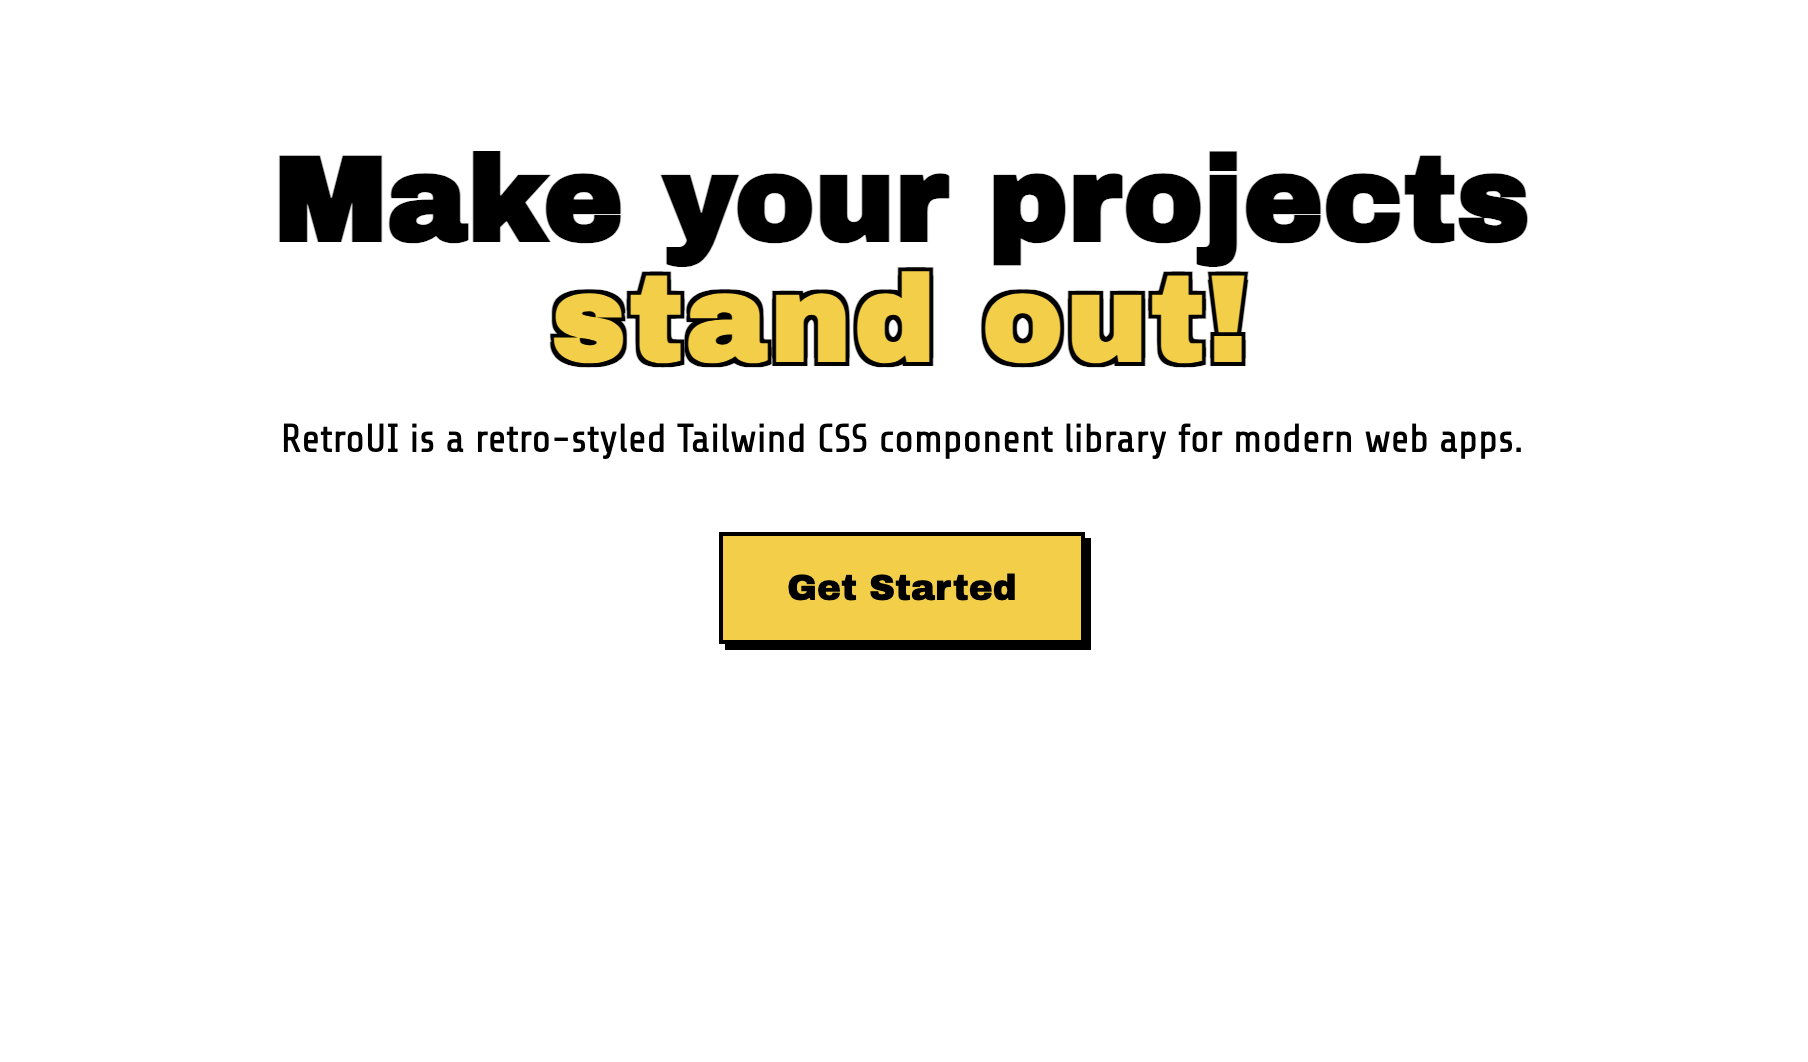 Make your projects
stand out!
RetroUI is a retro-styled Tailwind CSS component library for modern web apps.
Get Started